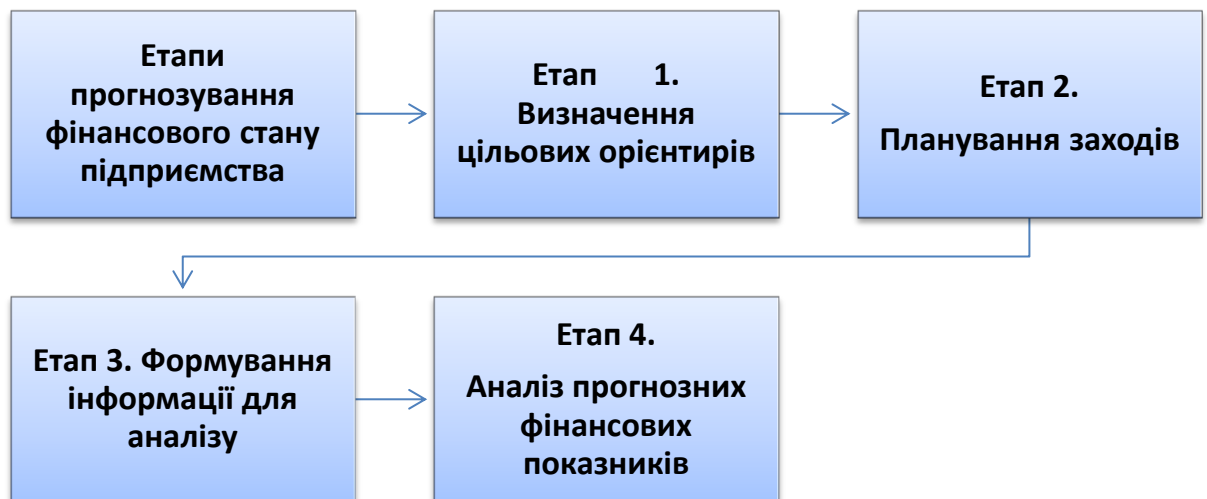 Етапи
прогнозування
фінансового стану
підприємства
Етап 1.
Визначення
цільових орієнтирів
Етап 2.
Планування заходів
Етап 3. Формування
інформації для
аналізу
Етап 4.
Аналіз прогнозних
фінансових
показників